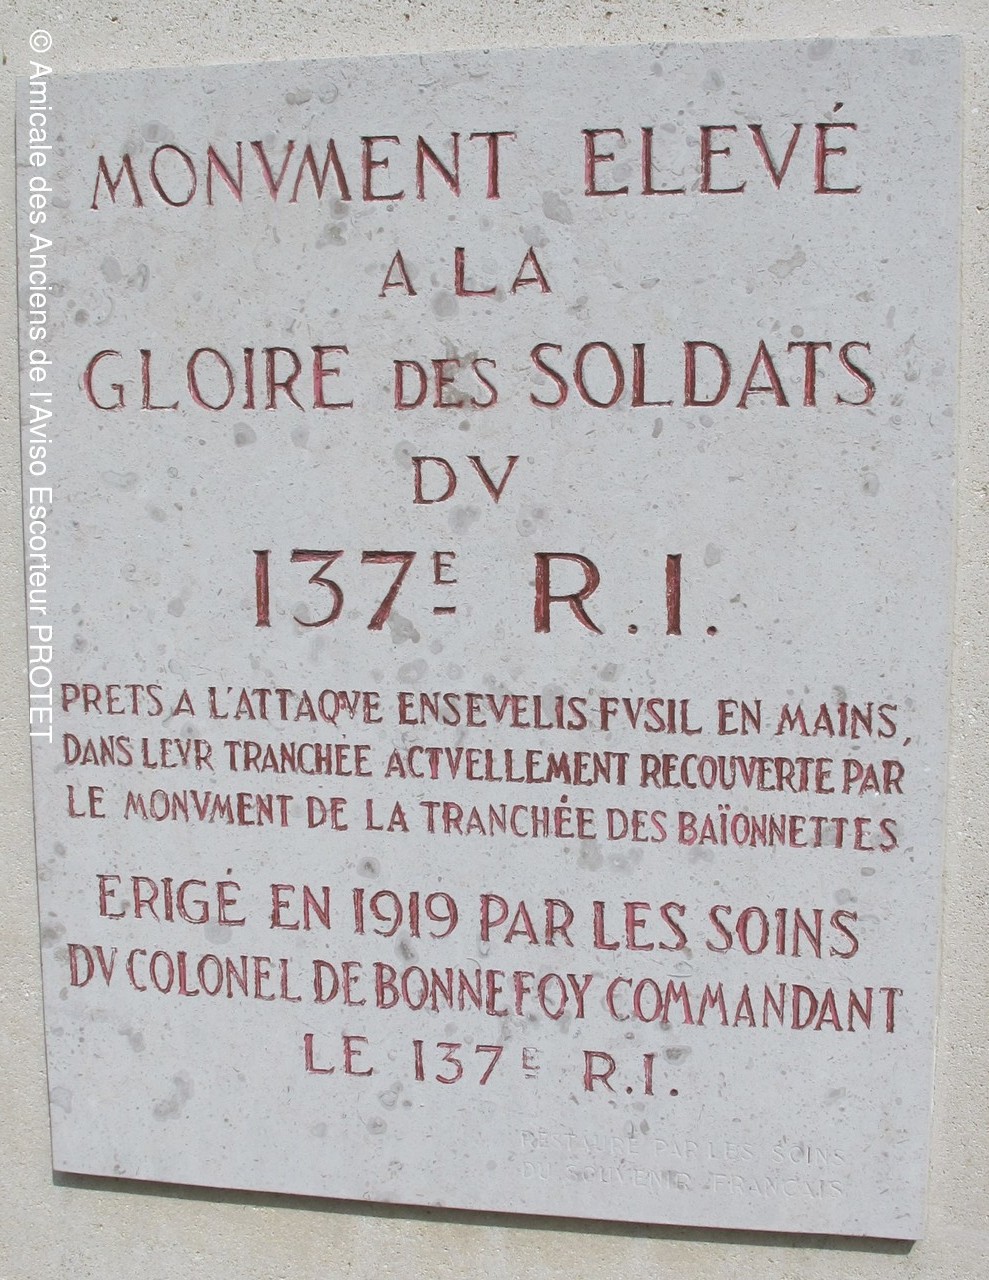 MONVMENT ELEVÉ
A LA
GLOIRE DES SOLDATS
DV
137E R.I.
PRETS A L'ATTAQVE ENSEVELIS FVSIL EN MAINS,
DANS LEVR TRANCHÉE ACTVELLEMENT RECOUVERTE PAR
LE MONVMENT DE LA TRANCHÉE DES BAÏONNETTES
ERIGÉ EN 1919 PAR LES SOINS
DV COLONEL DE BONNEFOY COMMANDANT
LE 137E R.I.
RESTAURÉ PAR LES SOINS
DU SOUVENIR FRANÇAIS
© Amicale des Anciens de l'Aviso Escorteur PROTET